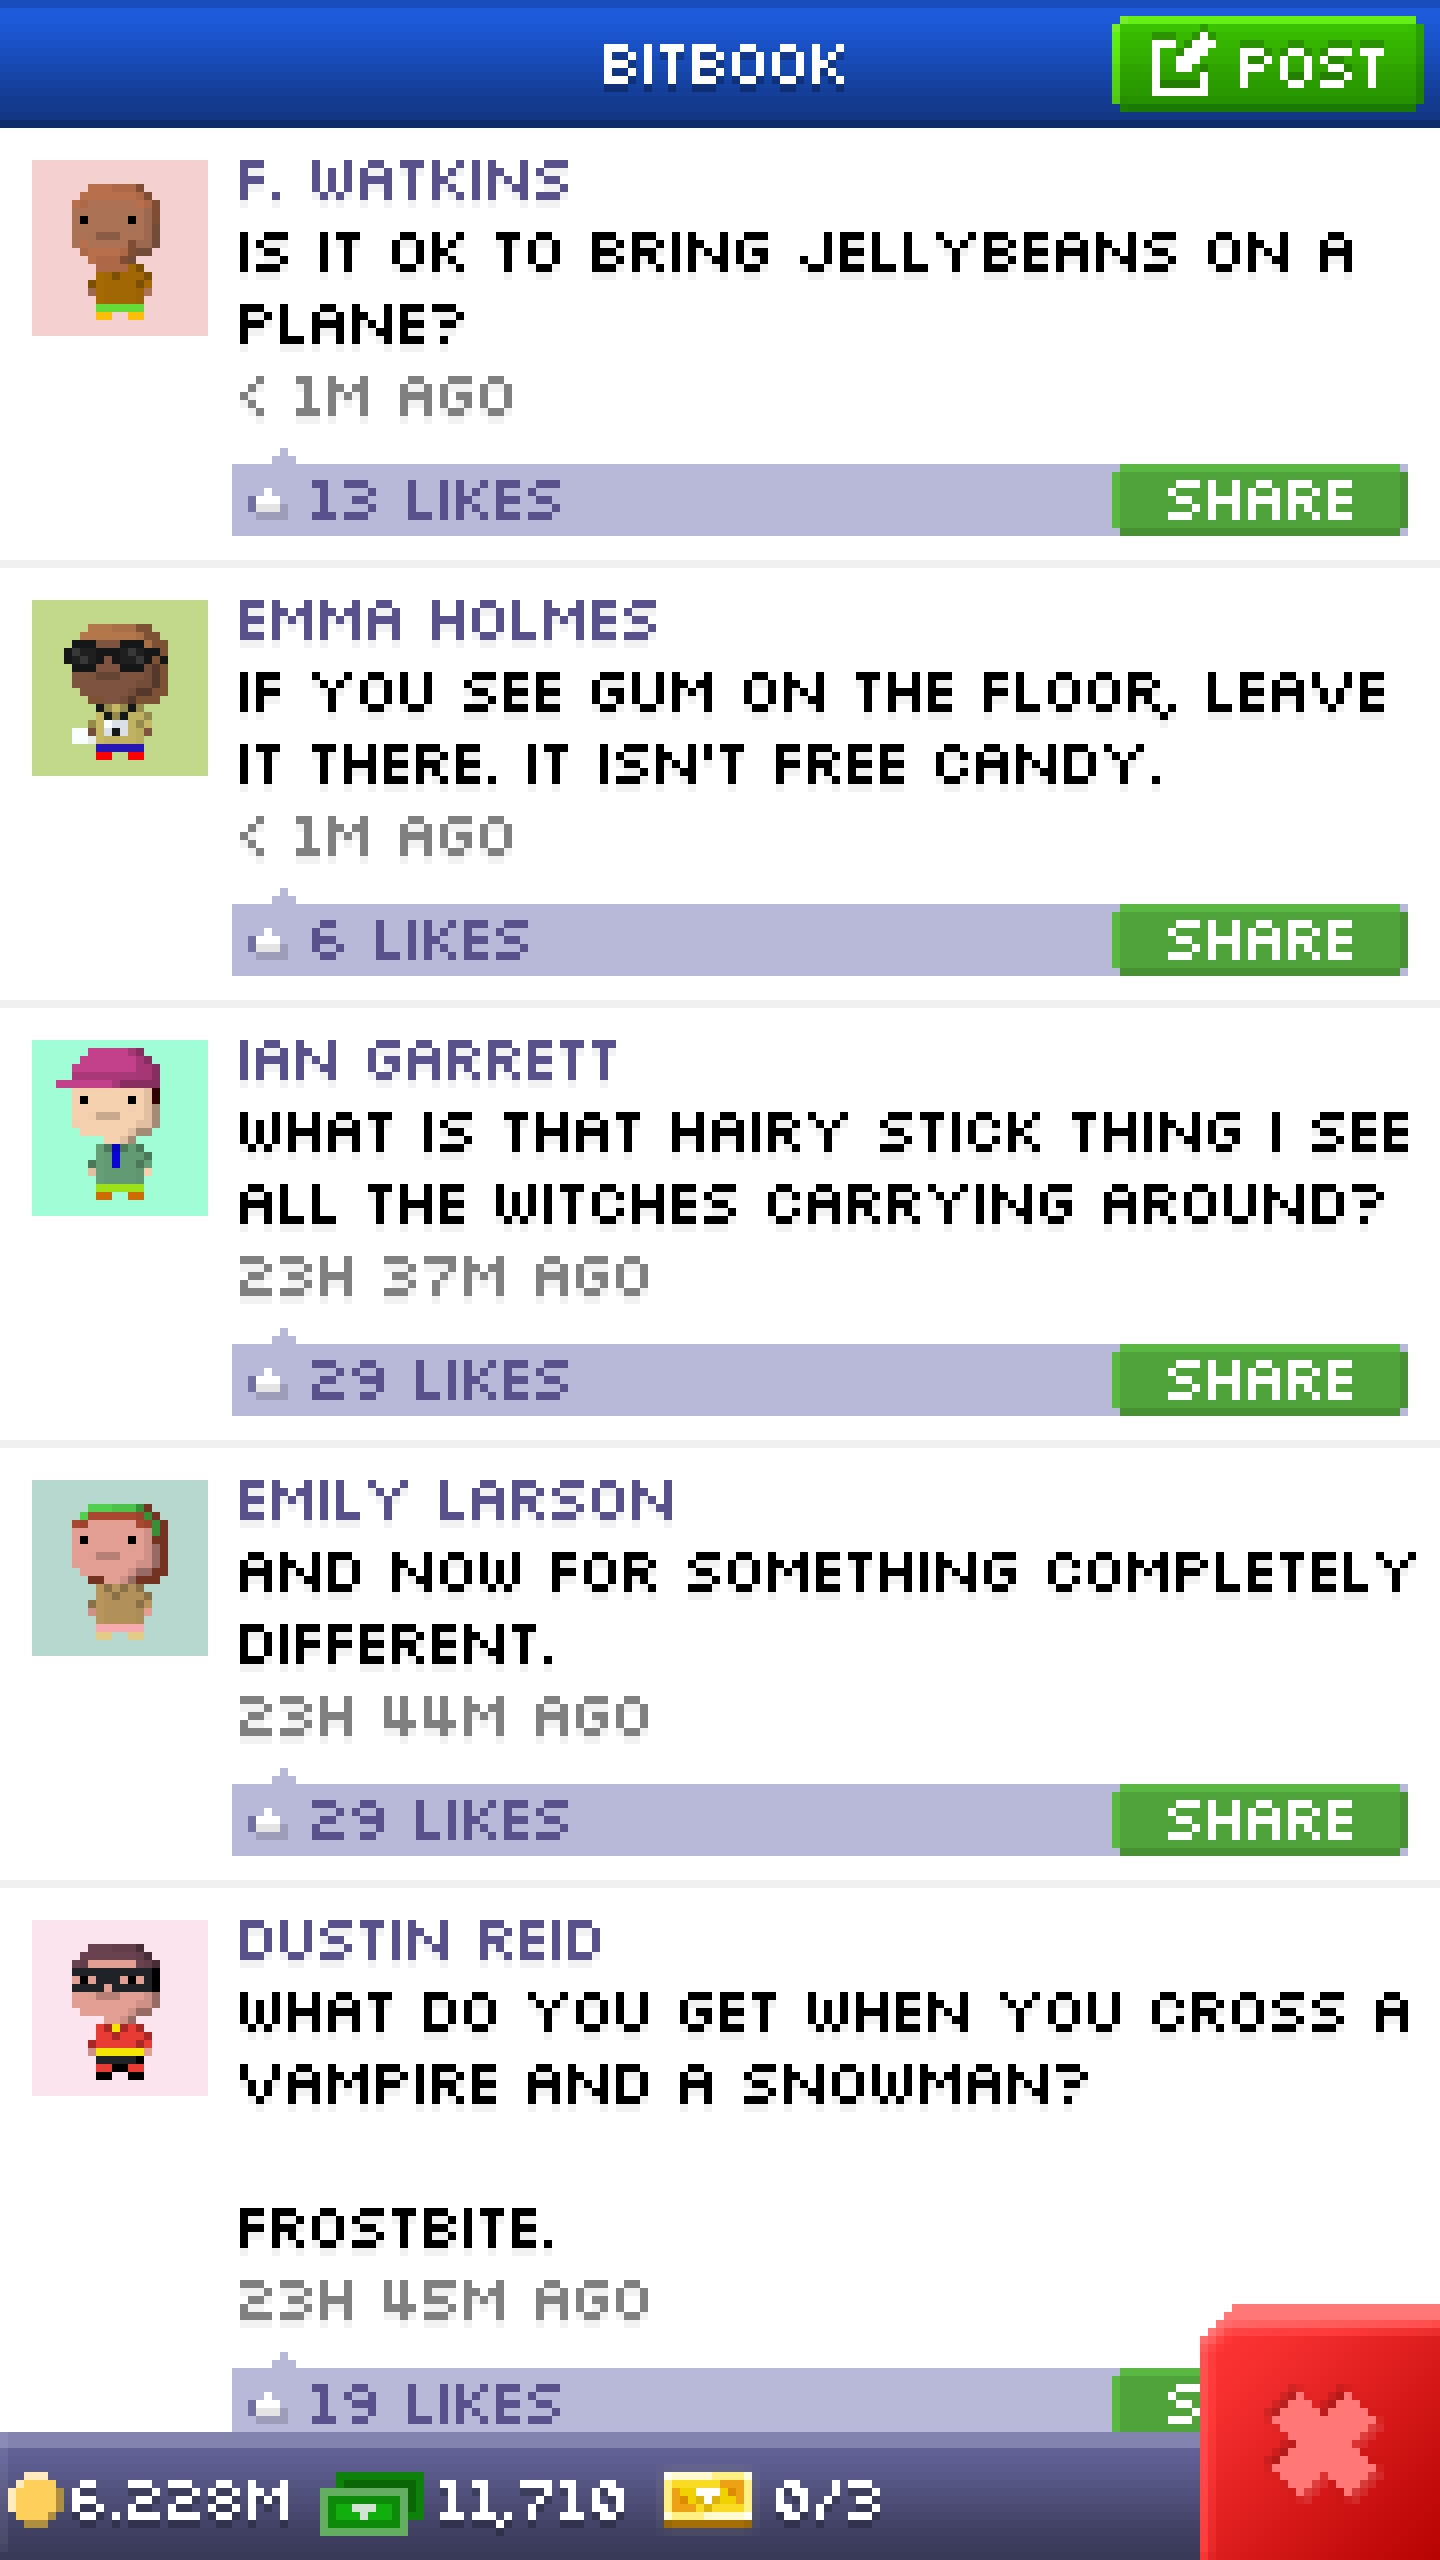 BITBOOK
POST
F. WATKINS
IS IT OK TO BRING JELLYBEANS ON A
PLANE?
< 1M AGO
13 LIKES
SHARE
EMMA HOLMES
IF YOU SEE GUM ON THE FLOOR, LEAVE
IT THERE. IT ISN'T FREE CANDY.
< 1M AGO
6 LIKES
SHARE
IAN GARRETT
WHAT IS THAT HAIRY STICK THING I SEE
ALL THE WITCHES CARRYING AROUND?
23H 37M AGO
29 LIKES
SHARE
EMILY LARSON
AND NOW FOR SOMETHING COMPLETELY
DIFFERENT.
23H 44M AGO
29 LIKES
SHARE
DUSTIN REID
WHAT DO YOU GET WHEN YOU CROSS A
VAMPIRE AND A SNOWMAN?
FROSTBITE.
23H 45M AGO
19 LIKES
S
6.228M
11,710
0/3